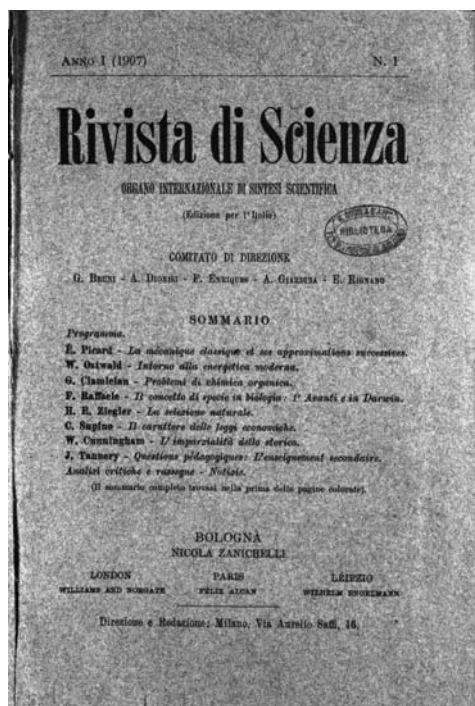 ANNO I (1907) N. 1
Rivista di Scienza
ORGANO INTERNAZIONALE DI SINTESI SCIENTIFICA
(Edizione per l'Italia)
BIBLIOTECA
COMITATO DI DIREZIONE
G. BRUNI - A. DIONISI - F. ENRIQUES - A. GIARDINA - E. RIGNANO
SOMMARIO
Programma.
É. Picard - La mécanique classique et ses approximations successives.
W. Ostwald - Intorno alla energetica moderna.
G. Ciamician - Problemi di chimica organica.
F. Raffaele - Il concetto di specie in biologia: I° Avanti e in Darwin.
H. E. Ziegler - La selezione naturale.
C. Supino - Il carattere delle leggi economiche.
W. Cunningham - L'imparzialità dello storico.
J. Tannery - Questions pédagogiques: L'enseignement secondaire.
Analisi critiche e rassegne - Notizie.
(Il sommario completo trovasi nella prima delle pagine colorate).
BOLOGNA
NICOLA ZANICHELLI
LONDON PARIS LEIPZIG
WILLIAMS AND NORGATE FÉLIX ALCAN WILHELM ENGELMANN
Direzione e Redazione: Milano, Via Aurelio Saffi, 16.